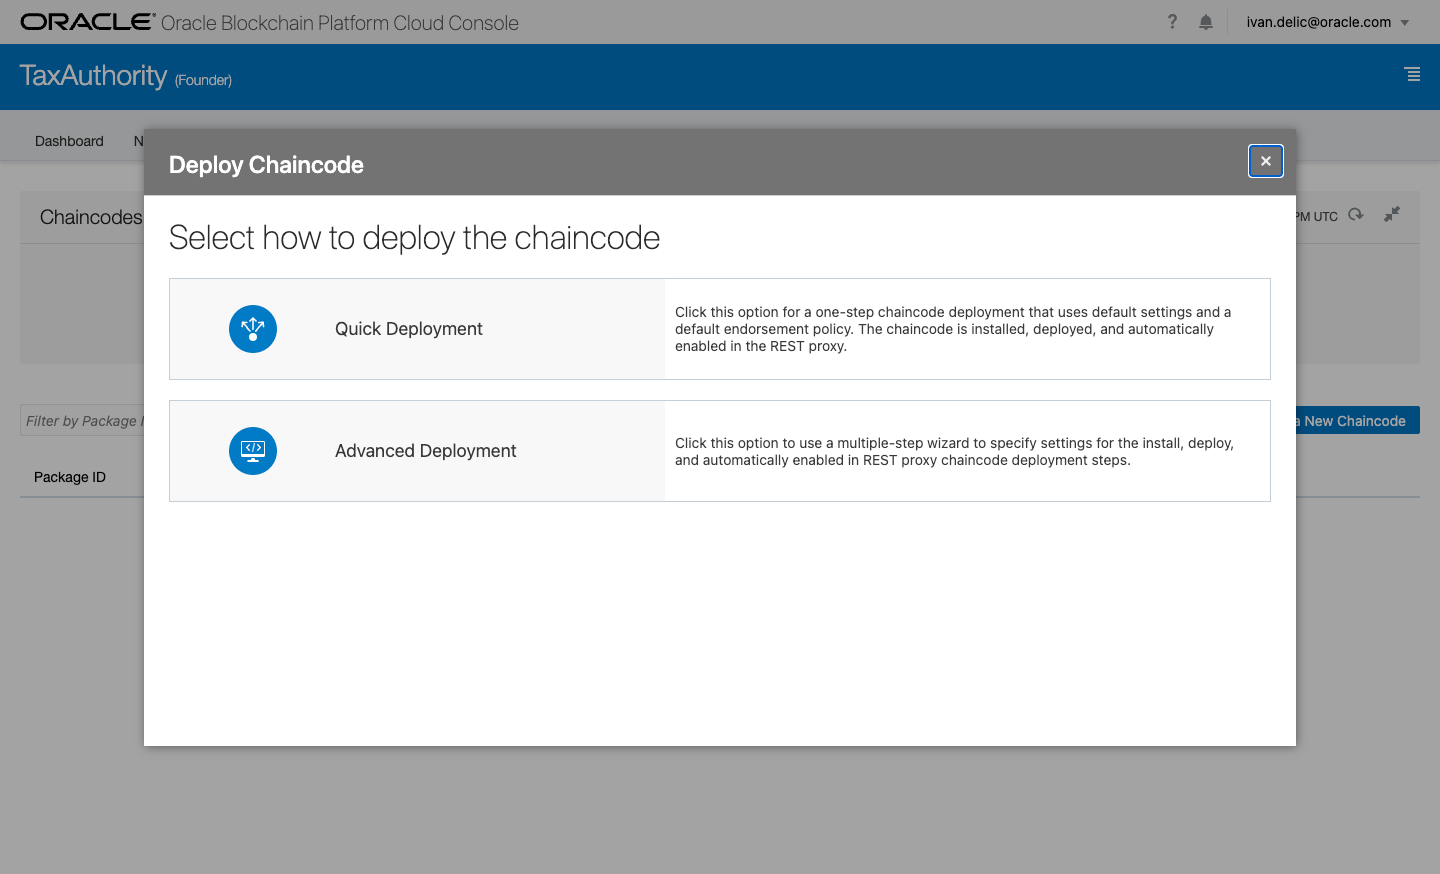 ORACLE® Oracle Blockchain Platform Cloud Console
? ivan.delic@oracle.com
TaxAuthority (Founder)
Dashboard
Deploy Chaincode
×
Chaincodes
PM UTC
Select how to deploy the chaincode
Quick Deployment
Click this option for a one-step chaincode deployment that uses default settings and a
default endorsement policy. The chaincode is installed, deployed, and automatically
enabled in the REST proxy.
Filter by Package
a New Chaincode
Advanced Deployment
Click this option to use a multiple-step wizard to specify settings for the install, deploy,
and automatically enabled in REST proxy chaincode deployment steps.
Package ID